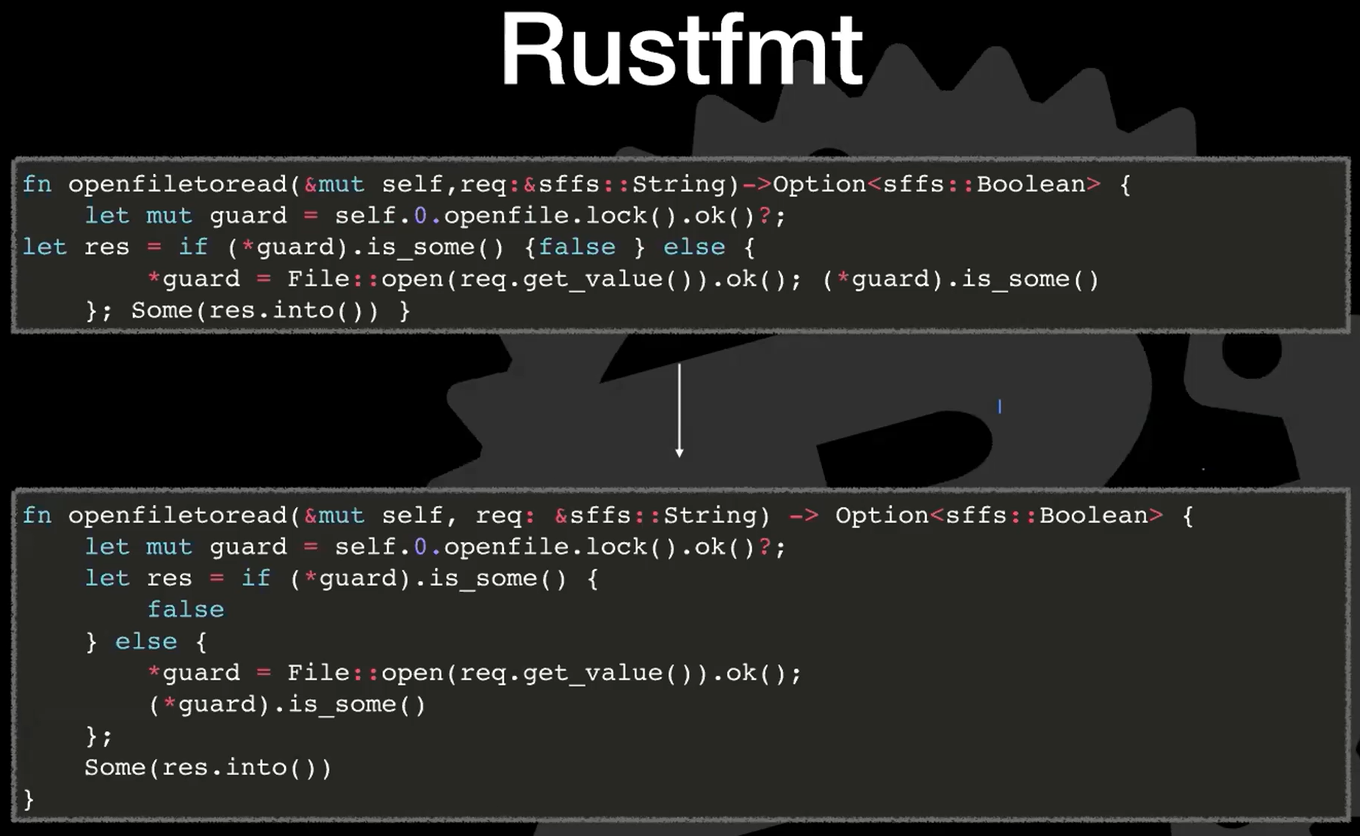 Rustfmt
fn openfiletoread(&mut self,req:&sffs::String)->Option<sffs::Boolean> {
    let mut guard = self.0.openfile.lock().ok()?;
let res = if (*guard).is_some() {false } else {
        *guard = File::open(req.get_value()).ok(); (*guard).is_some()
    }; Some(res.into()) }
fn openfiletoread(&mut self, req: &sffs::String) -> Option<sffs::Boolean> {
    let mut guard = self.0.openfile.lock().ok()?;
    let res = if (*guard).is_some() {
        false
    } else {
        *guard = File::open(req.get_value()).ok();
        (*guard).is_some()
    };
    Some(res.into())
}